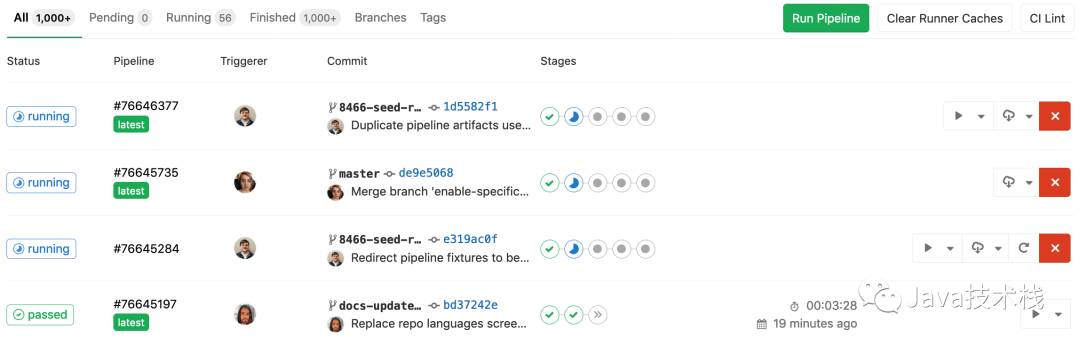 All 1,000+ Pending 0 Running 56 Finished 1,000+ Branches Tags Run Pipeline Clear Runner Caches CI Lint
Status Pipeline Triggerer Commit Stages
running #76646377 latest 8466-seed-r... 1d5582f1
Duplicate pipeline artifacts use...
running #76645735 latest master de9e5068
Merge branch 'enable-specific...
running #76645284 8466-seed-r... e319ac0f
Redirect pipeline fixtures to be...
passed #76645197 latest docs-update... bd37242e 00:03:28
Replace repo languages scree... 19 minutes ago
Java技术栈